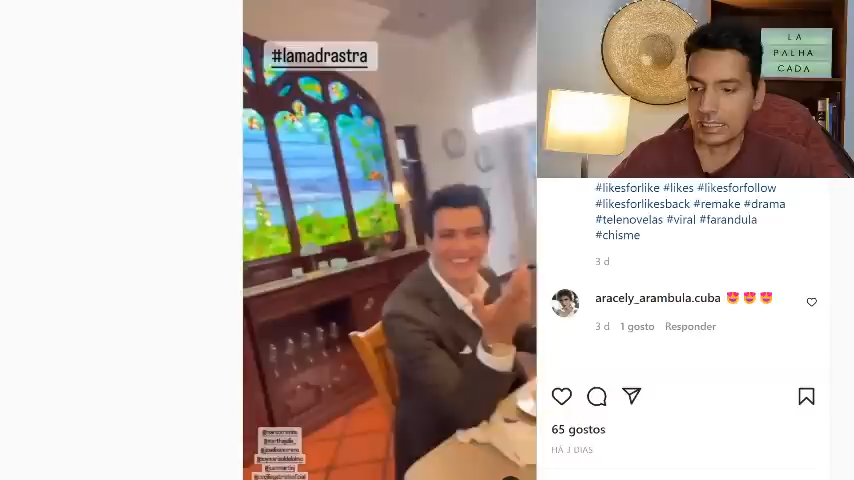 #lamadrastra
LA
PALHA
CADA
#likesforlike #likes #likesforfollow
#likesforlikesback #remake #drama
#telenovelas #viral #farandula
#chisme
3 d
aracely_arambula.cuba 😍😍😍
3 d 1 gosto Responder
65 gostos
HÁ 3 DIAS